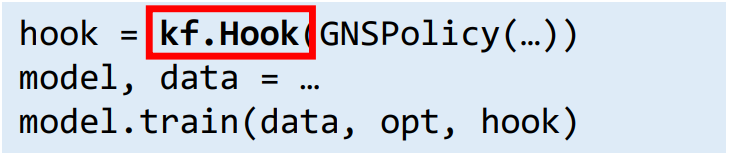 hook = kf.Hook(GNSPolicy(…))
model, data = …
model.train(data, opt, hook)